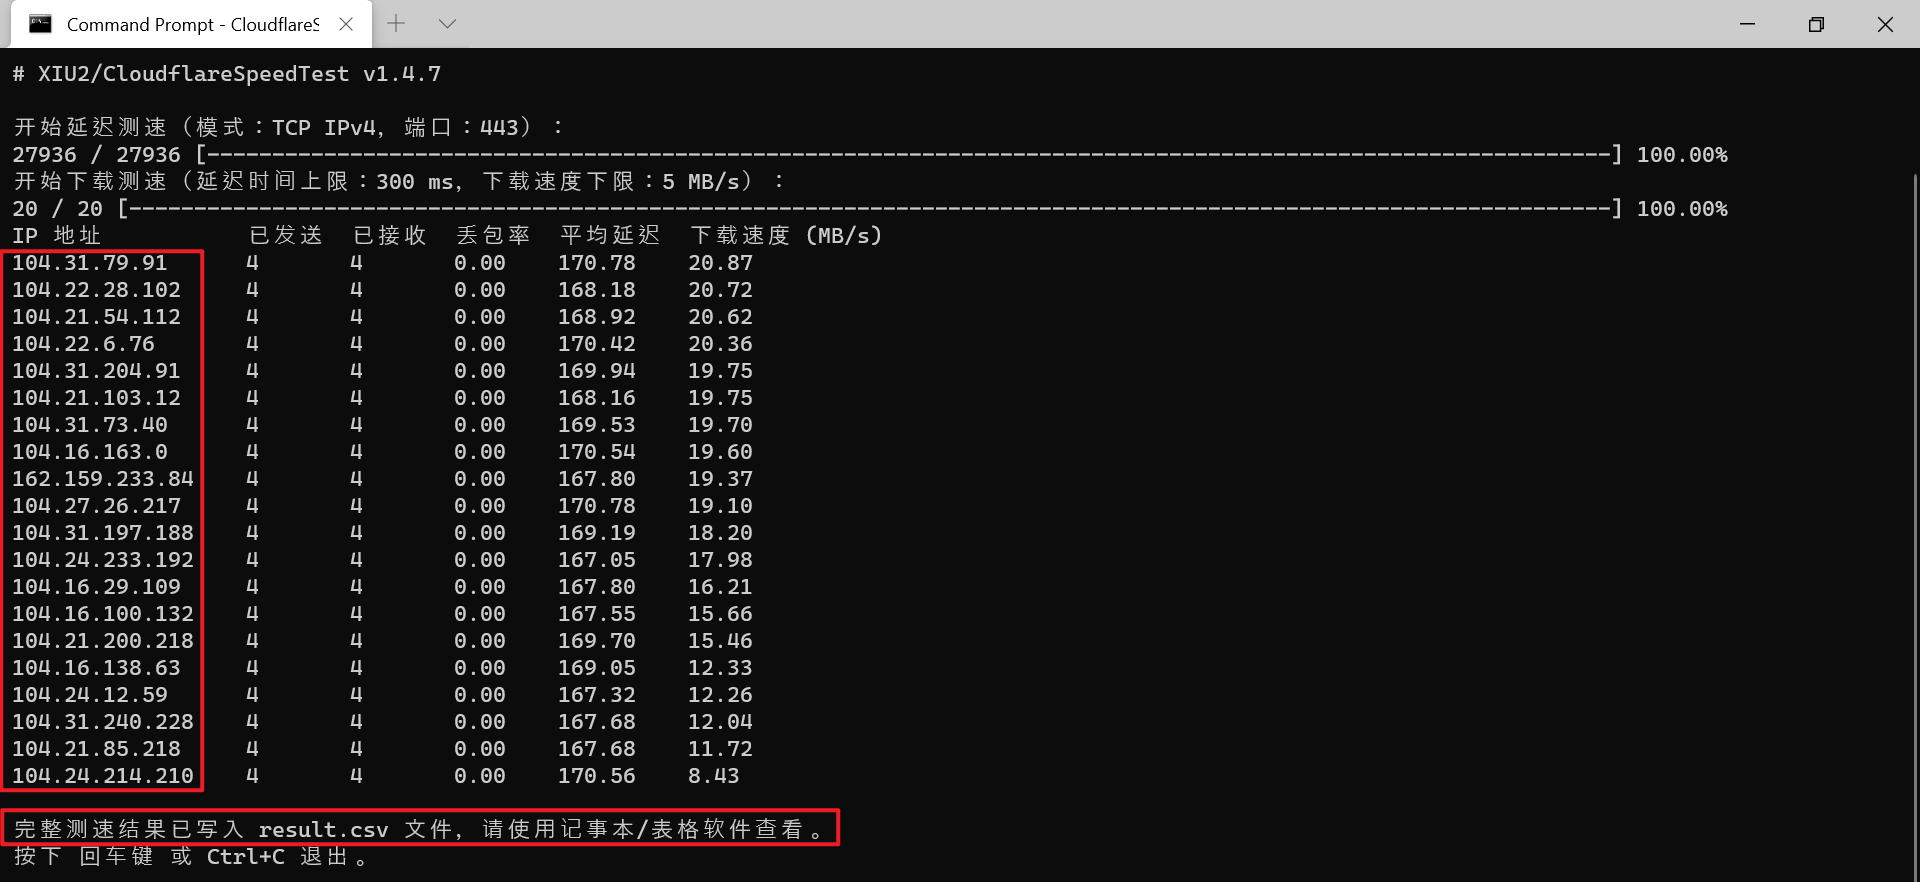 Command Prompt - CloudflareS
# XIU2/CloudflareSpeedTest v1.4.7
开始延迟测速（模式：TCP IPv4, 端口：443）：
27936 / 27936 [------------------------------------------------------------------------------------------------------------] 100.00%
开始下载测速（延迟时间上限：300 ms, 下载速度下限：5 MB/s）：
20 / 20 [------------------------------------------------------------------------------------------------------------------] 100.00%
IP 地址 已发送 已接收 丢包率 平均延迟 下载速度 (MB/s)
104.31.79.91 4 4 0.00 170.78 20.87
104.22.28.102 4 4 0.00 168.18 20.72
104.21.54.112 4 4 0.00 168.92 20.62
104.22.6.76 4 4 0.00 170.42 20.36
104.31.204.91 4 4 0.00 169.94 19.75
104.21.103.12 4 4 0.00 168.16 19.75
104.31.73.40 4 4 0.00 169.53 19.70
104.16.163.0 4 4 0.00 170.54 19.60
162.159.233.84 4 4 0.00 167.80 19.37
104.27.26.217 4 4 0.00 170.78 19.10
104.31.197.188 4 4 0.00 169.19 18.20
104.24.233.192 4 4 0.00 167.05 17.98
104.16.29.109 4 4 0.00 167.80 16.21
104.16.100.132 4 4 0.00 167.55 15.66
104.21.200.218 4 4 0.00 169.70 15.46
104.16.138.63 4 4 0.00 169.05 12.33
104.24.12.59 4 4 0.00 167.32 12.26
104.31.240.228 4 4 0.00 167.68 12.04
104.21.85.218 4 4 0.00 167.68 11.72
104.24.214.210 4 4 0.00 170.56 8.43
完整测速结果已写入 result.csv 文件, 请使用记事本/表格软件查看。
按下 回车键 或 Ctrl+C 退出。